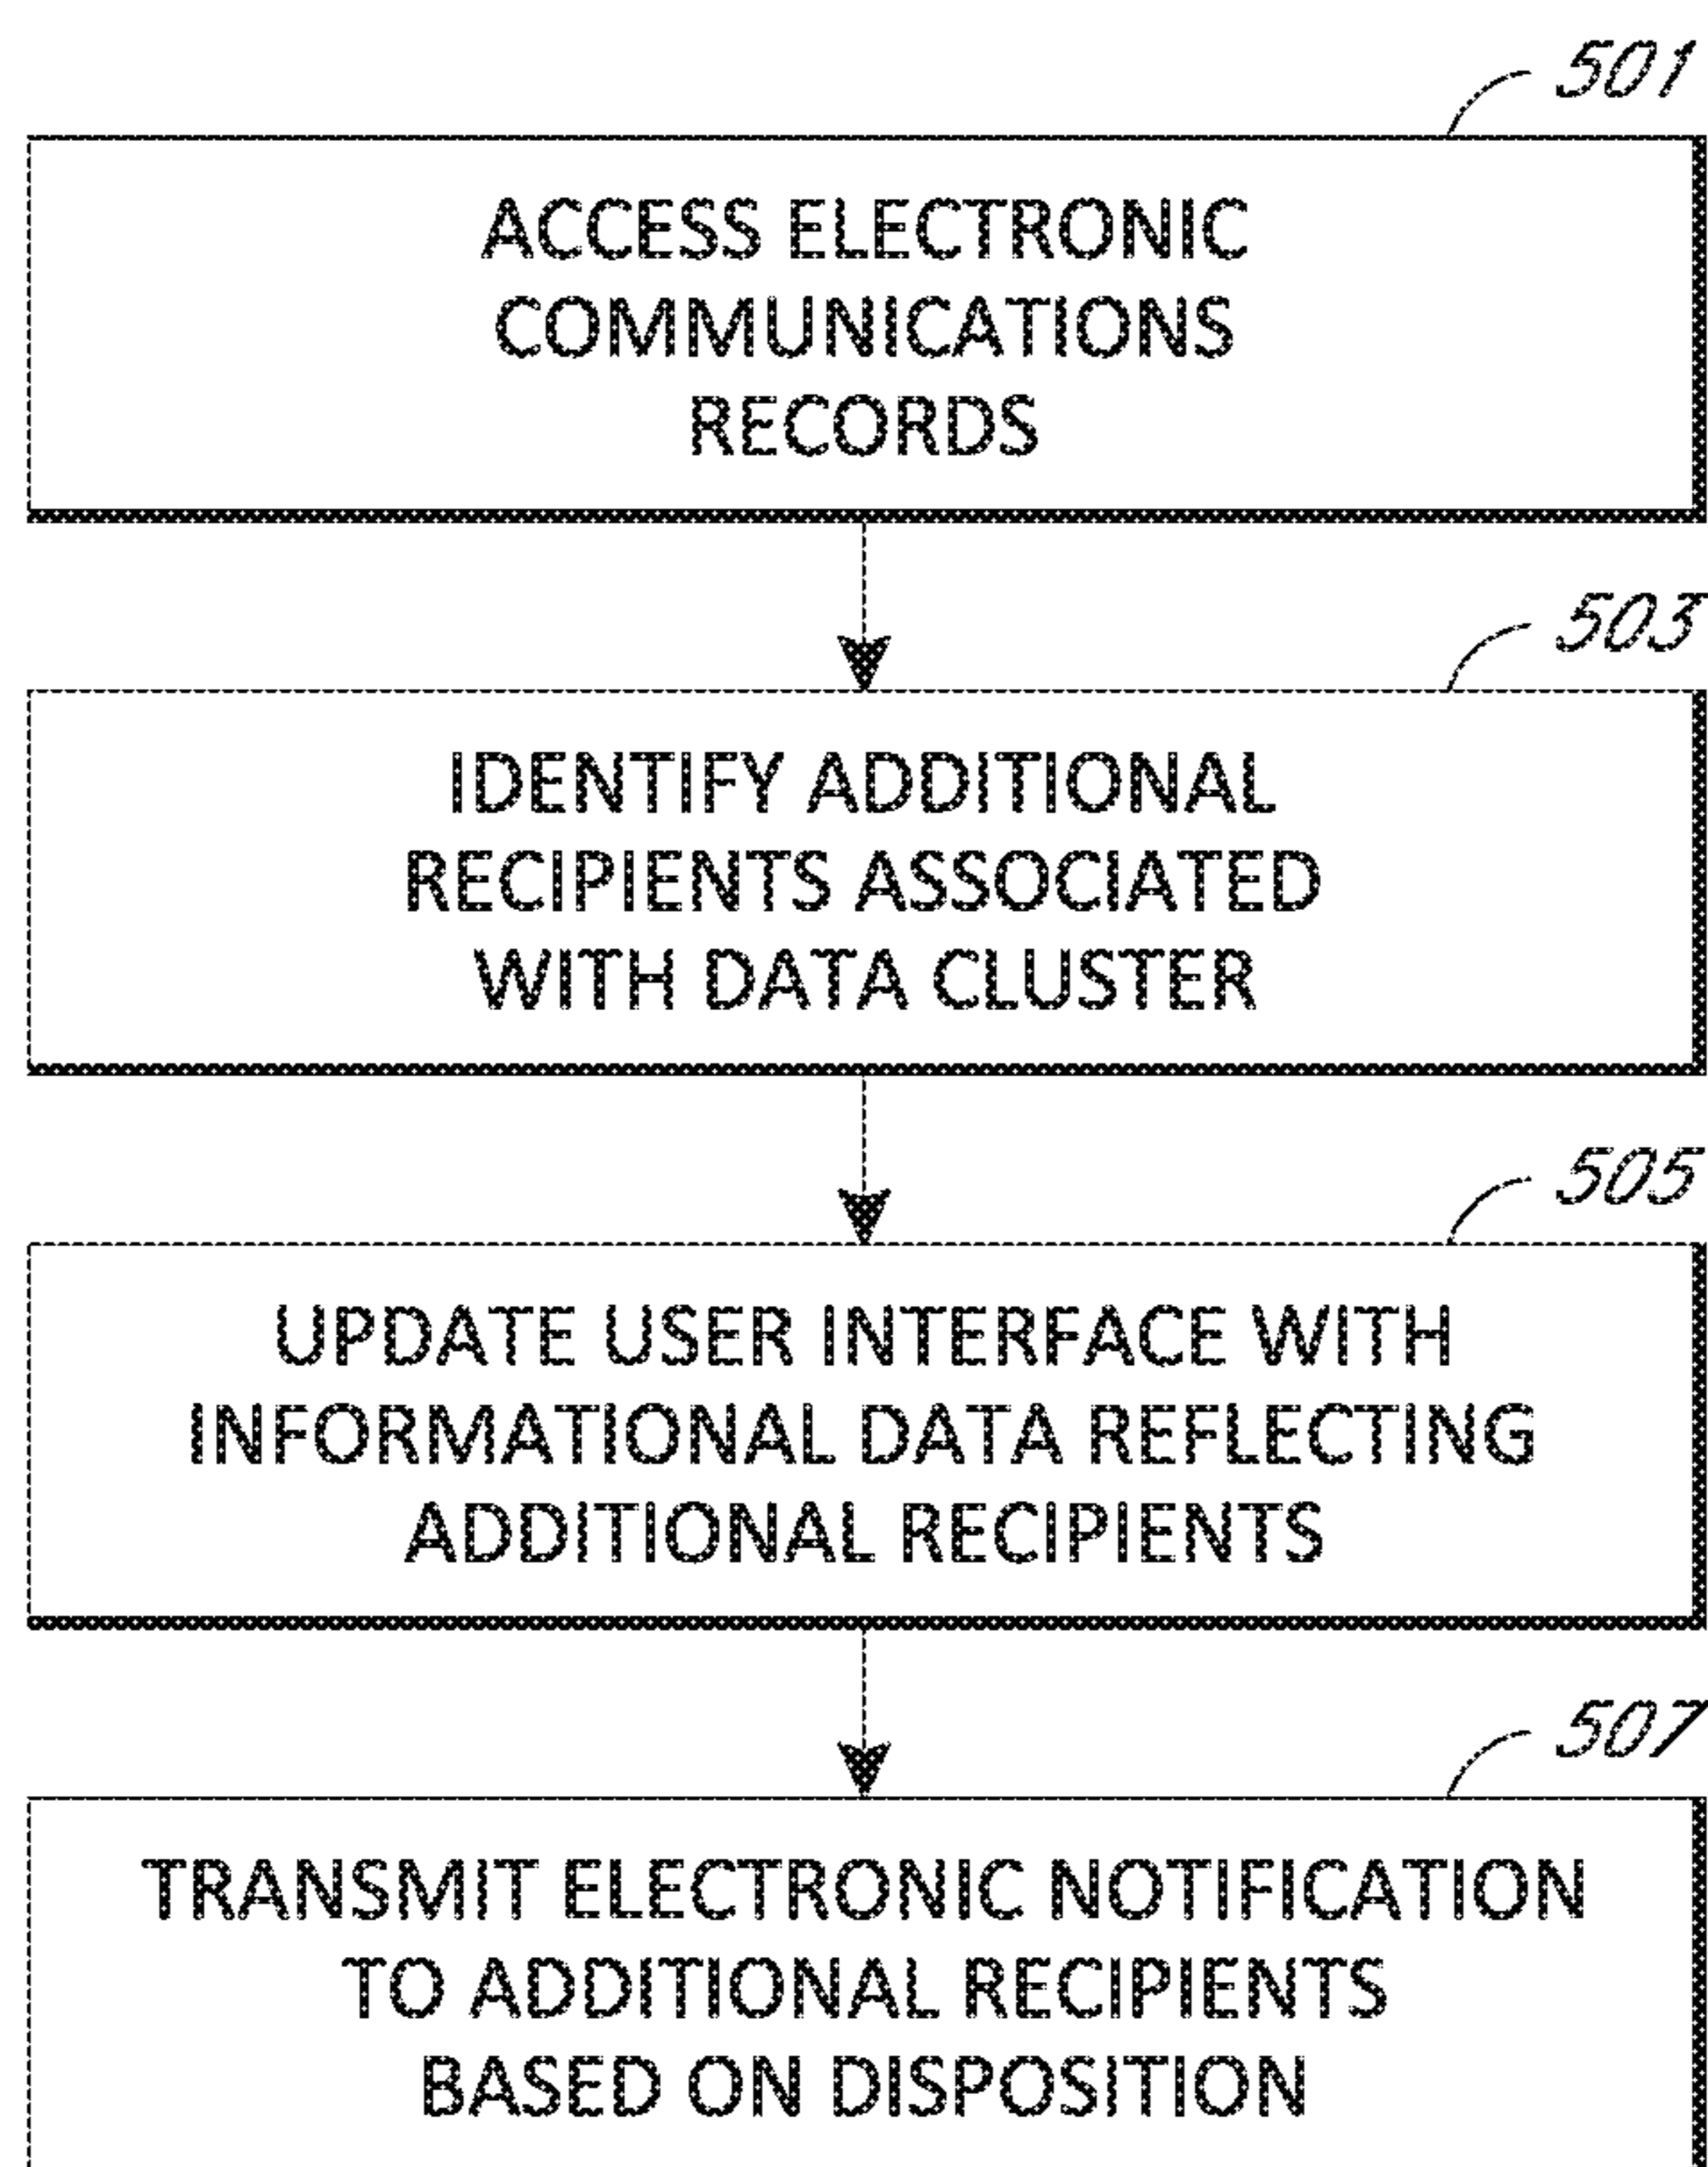 501
ACCESS ELECTRONIC
COMMUNICATIONS
RECORDS
503
IDENTIFY ADDITIONAL
RECIPIENTS ASSOCIATED
WITH DATA CLUSTER
505
UPDATE USER INTERFACE WITH
INFORMATIONAL DATA REFLECTING
ADDITIONAL RECIPIENTS
507
TRANSMIT ELECTRONIC NOTIFICATION
TO ADDITIONAL RECIPIENTS
BASED ON DISPOSITION